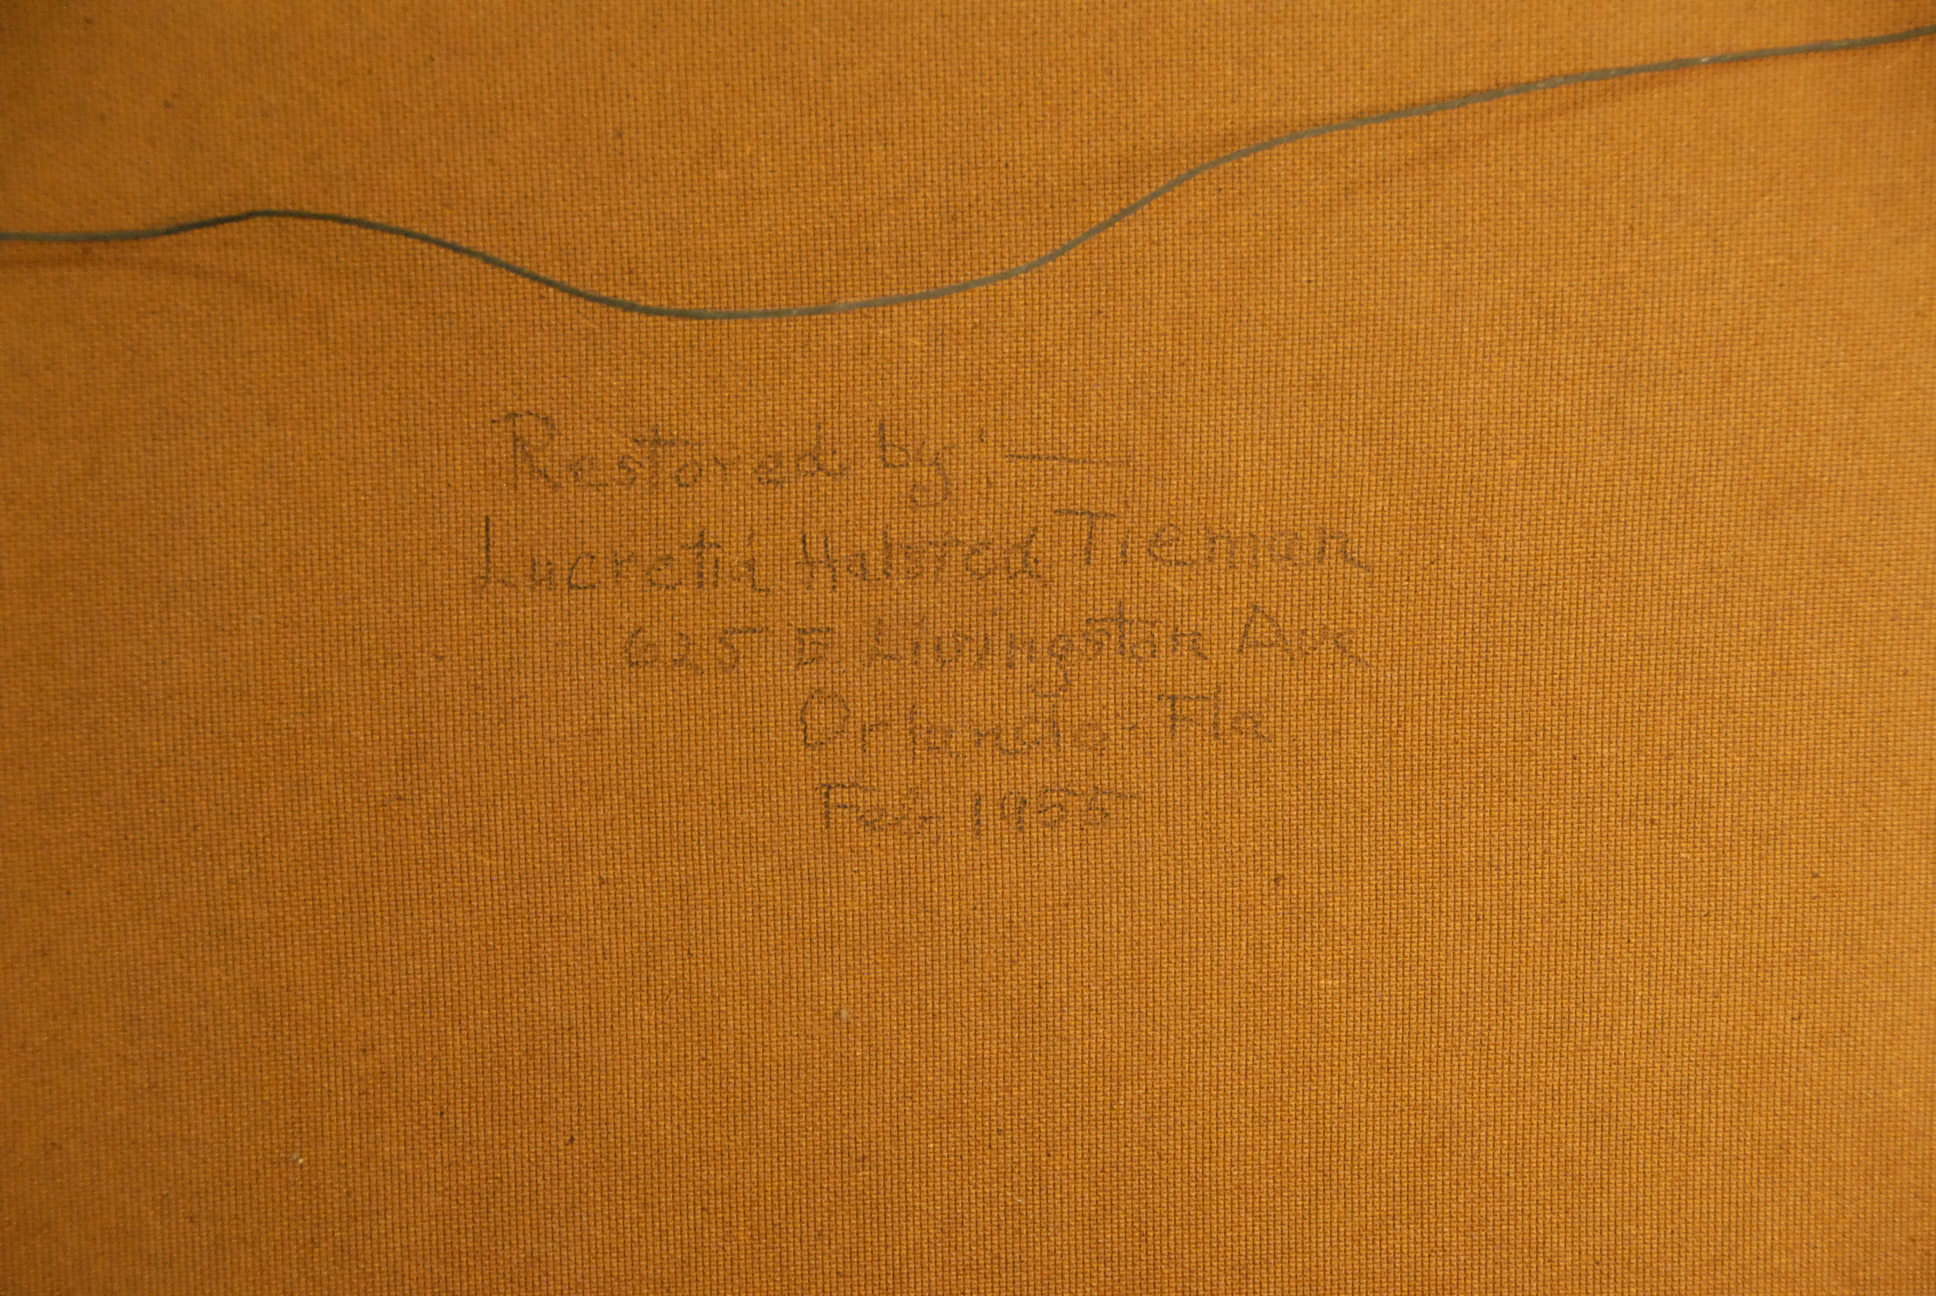 Restored by:—
Lucretia Halsted Tieman
625 E Livingston Ave
Orlando-Fla
Feb 1955